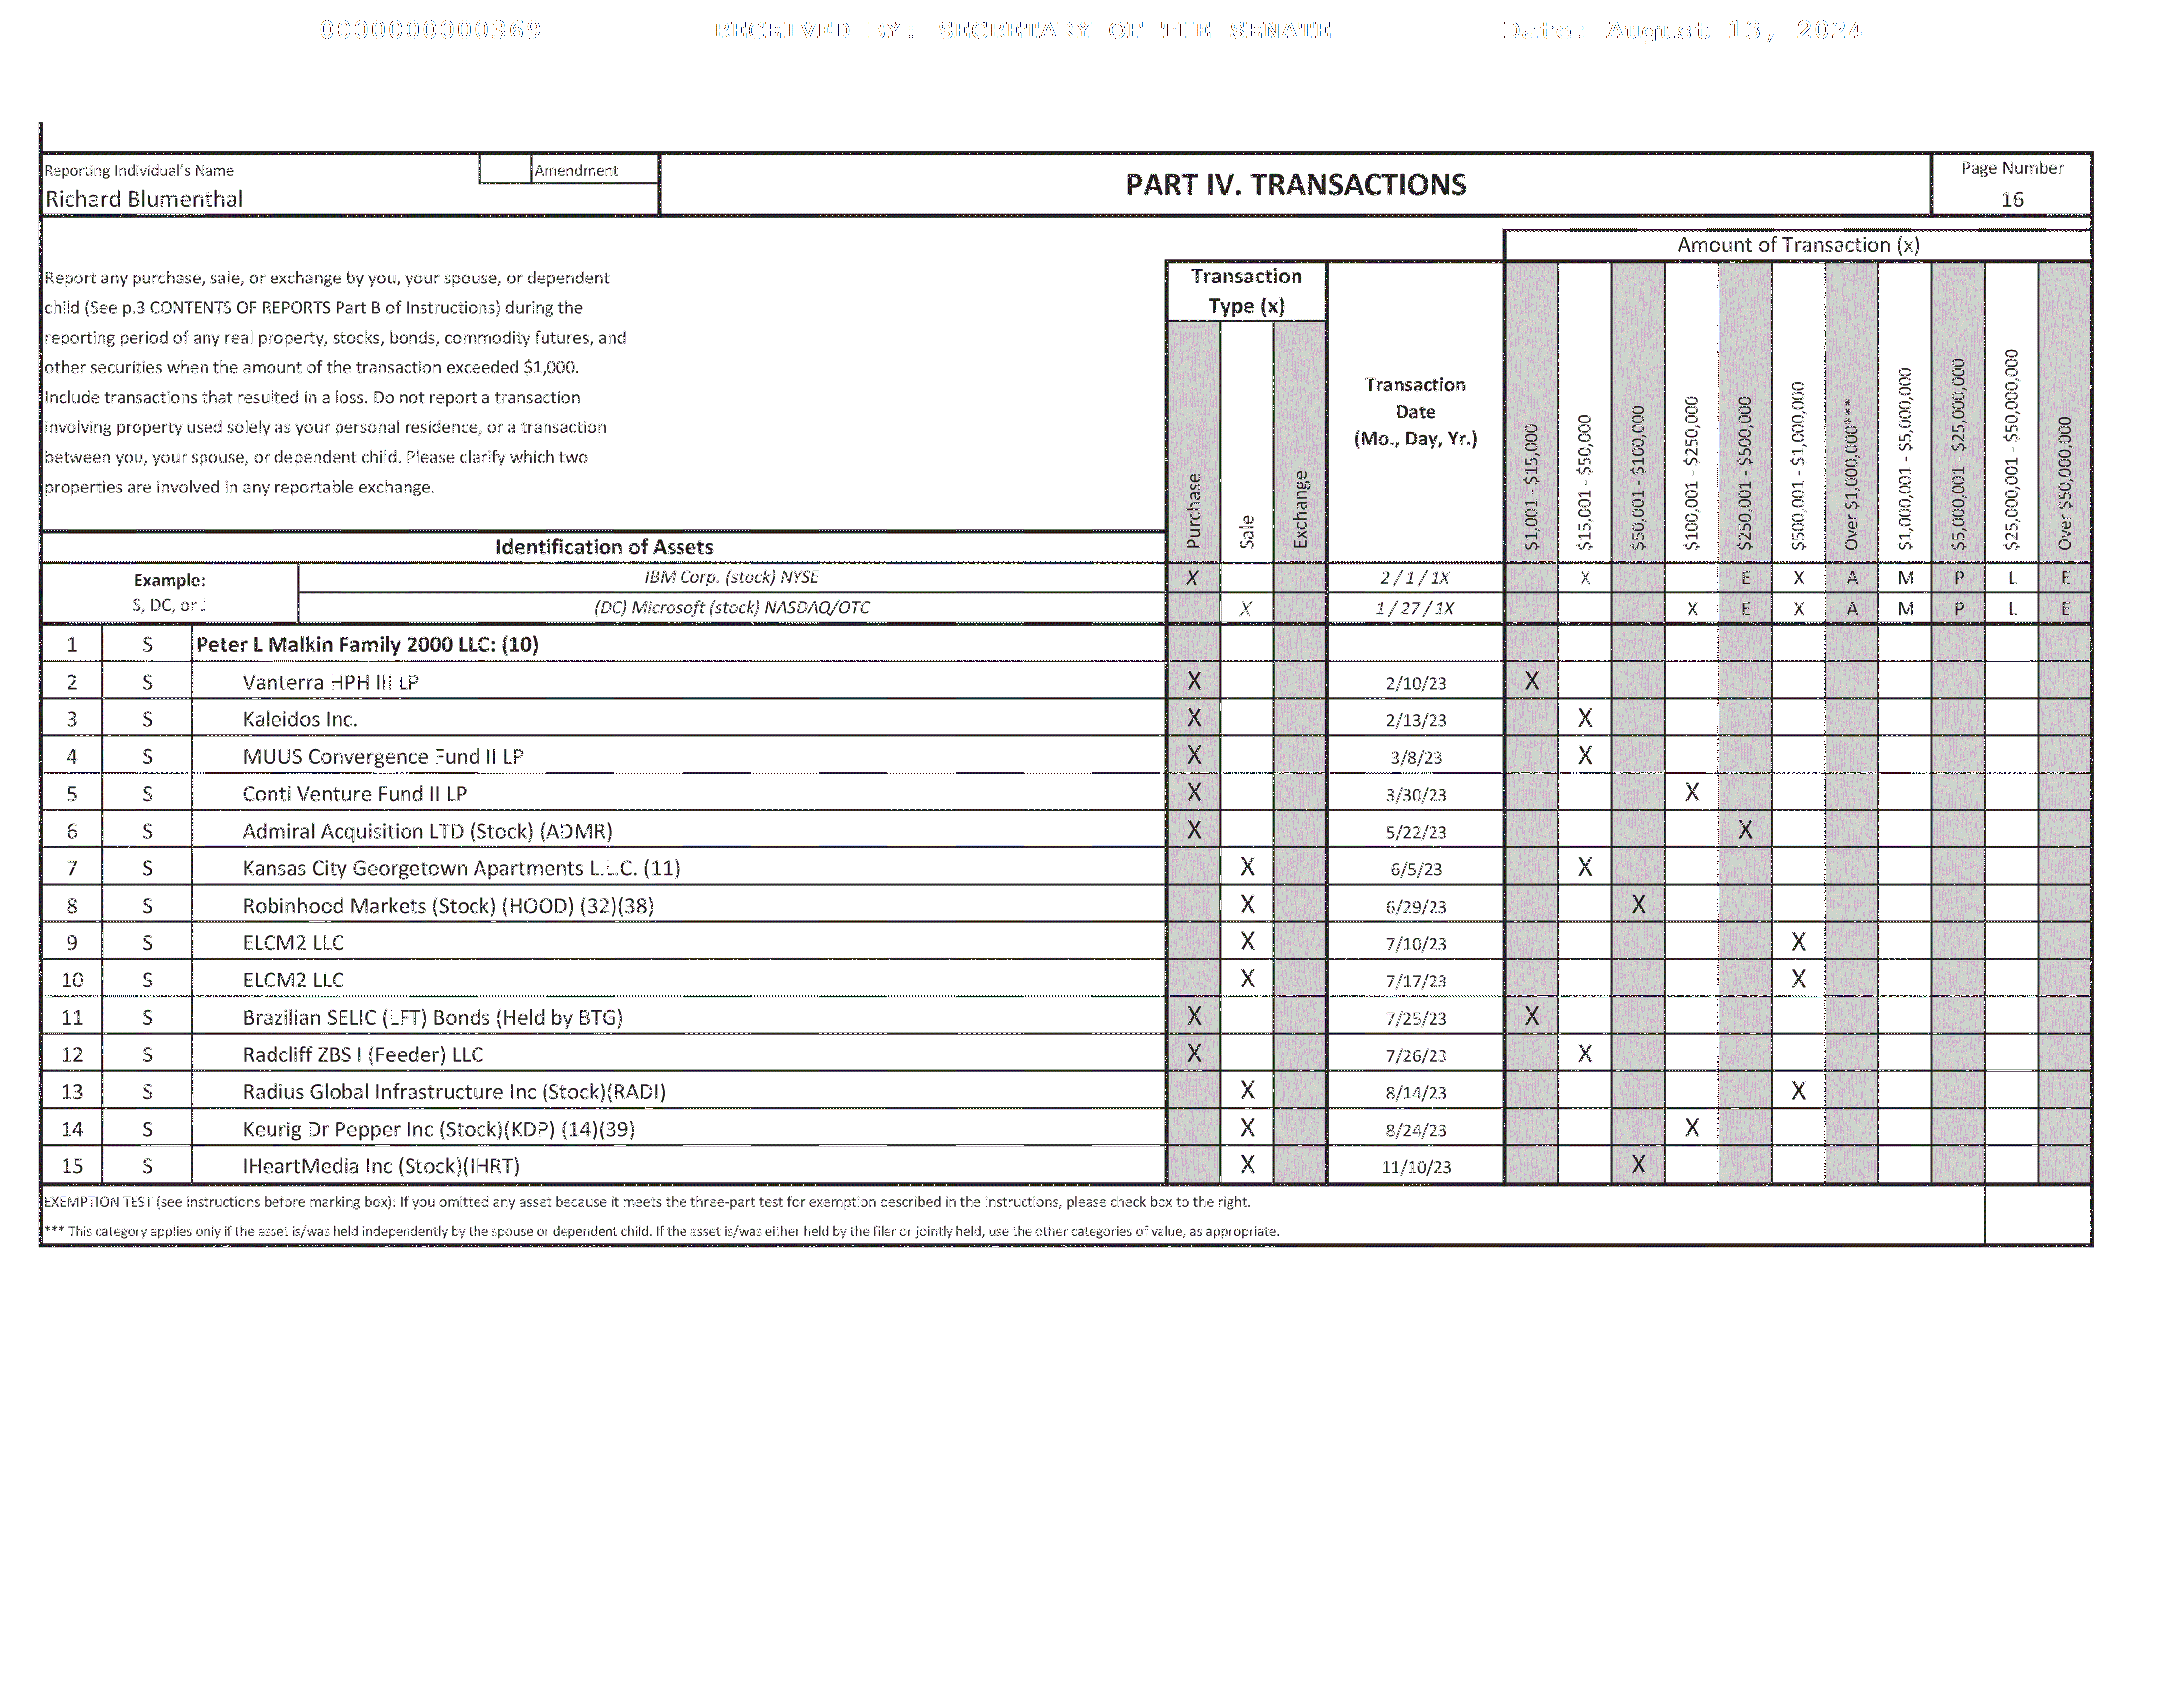 0000000000369 RECEIVED BY: SECRETARY OF THE SENATE Date: August 13, 2024
Reporting Individual's Name Amendment
Richard Blumenthal
PART IV. TRANSACTIONS
Page Number
16
Amount of Transaction (x)
Report any purchase, sale, or exchange by you, your spouse, or dependent
child (See p.3 CONTENTS OF REPORTS Part B of Instructions) during the
reporting period of any real property, stocks, bonds, commodity futures, and
other securities when the amount of the transaction exceeded $1,000.
Include transactions that resulted in a loss. Do not report a transaction
involving property used solely as your personal residence, or a transaction
between you, your spouse, or dependent child. Please clarify which two
properties are involved in any reportable exchange.
Transaction
Type (x)
Purchase
Sale
Exchange
Transaction
Date
(Mo., Day, Yr.)
$1,001 - $15,000
$15,001 - $50,000
$50,001 - $100,000
$100,001 - $250,000
$250,001 - $500,000
$500,001 - $1,000,000
Over $1,000,000***
$1,000,001 - $5,000,000
$5,000,001 - $25,000,000
$25,000,001 - $50,000,000
Over $50,000,000
Identification of Assets
Example:
S, DC, or J
IBM Corp. (stock) NYSE X 2/1/1X X E X A M P L E
(DC) Microsoft (stock) NASDAQ/OTC X 1/27/1X X E X A M P L E
1 S Peter L Malkin Family 2000 LLC: (10)
2 S Vanterra HPH III LP X 2/10/23 X
3 S Kaleidos Inc. X 2/13/23 X
4 S MUUS Convergence Fund II LP X 3/8/23 X
5 S Conti Venture Fund II LP X 3/30/23 X
6 S Admiral Acquisition LTD (Stock) (ADMR) X 5/22/23 X
7 S Kansas City Georgetown Apartments L.L.C. (11) X 6/5/23 X
8 S Robinhood Markets (Stock) (HOOD) (32)(38) X 6/29/23 X
9 S ELCM2 LLC X 7/10/23 X
10 S ELCM2 LLC X 7/17/23 X
11 S Brazilian SELIC (LFT) Bonds (Held by BTG) X 7/25/23 X
12 S Radcliff ZBS I (Feeder) LLC X 7/26/23 X
13 S Radius Global Infrastructure Inc (Stock)(RADI) X 8/14/23 X
14 S Keurig Dr Pepper Inc (Stock)(KDP) (14)(39) X 8/24/23 X
15 S IHeartMedia Inc (Stock)(IHRT) X 11/10/23 X
EXEMPTION TEST (see instructions before marking box): If you omitted any asset because it meets the three-part test for exemption described in the instructions, please check box to the right.
*** This category applies only if the asset is/was held independently by the spouse or dependent child. If the asset is/was either held by the filer or jointly held, use the other categories of value, as appropriate.